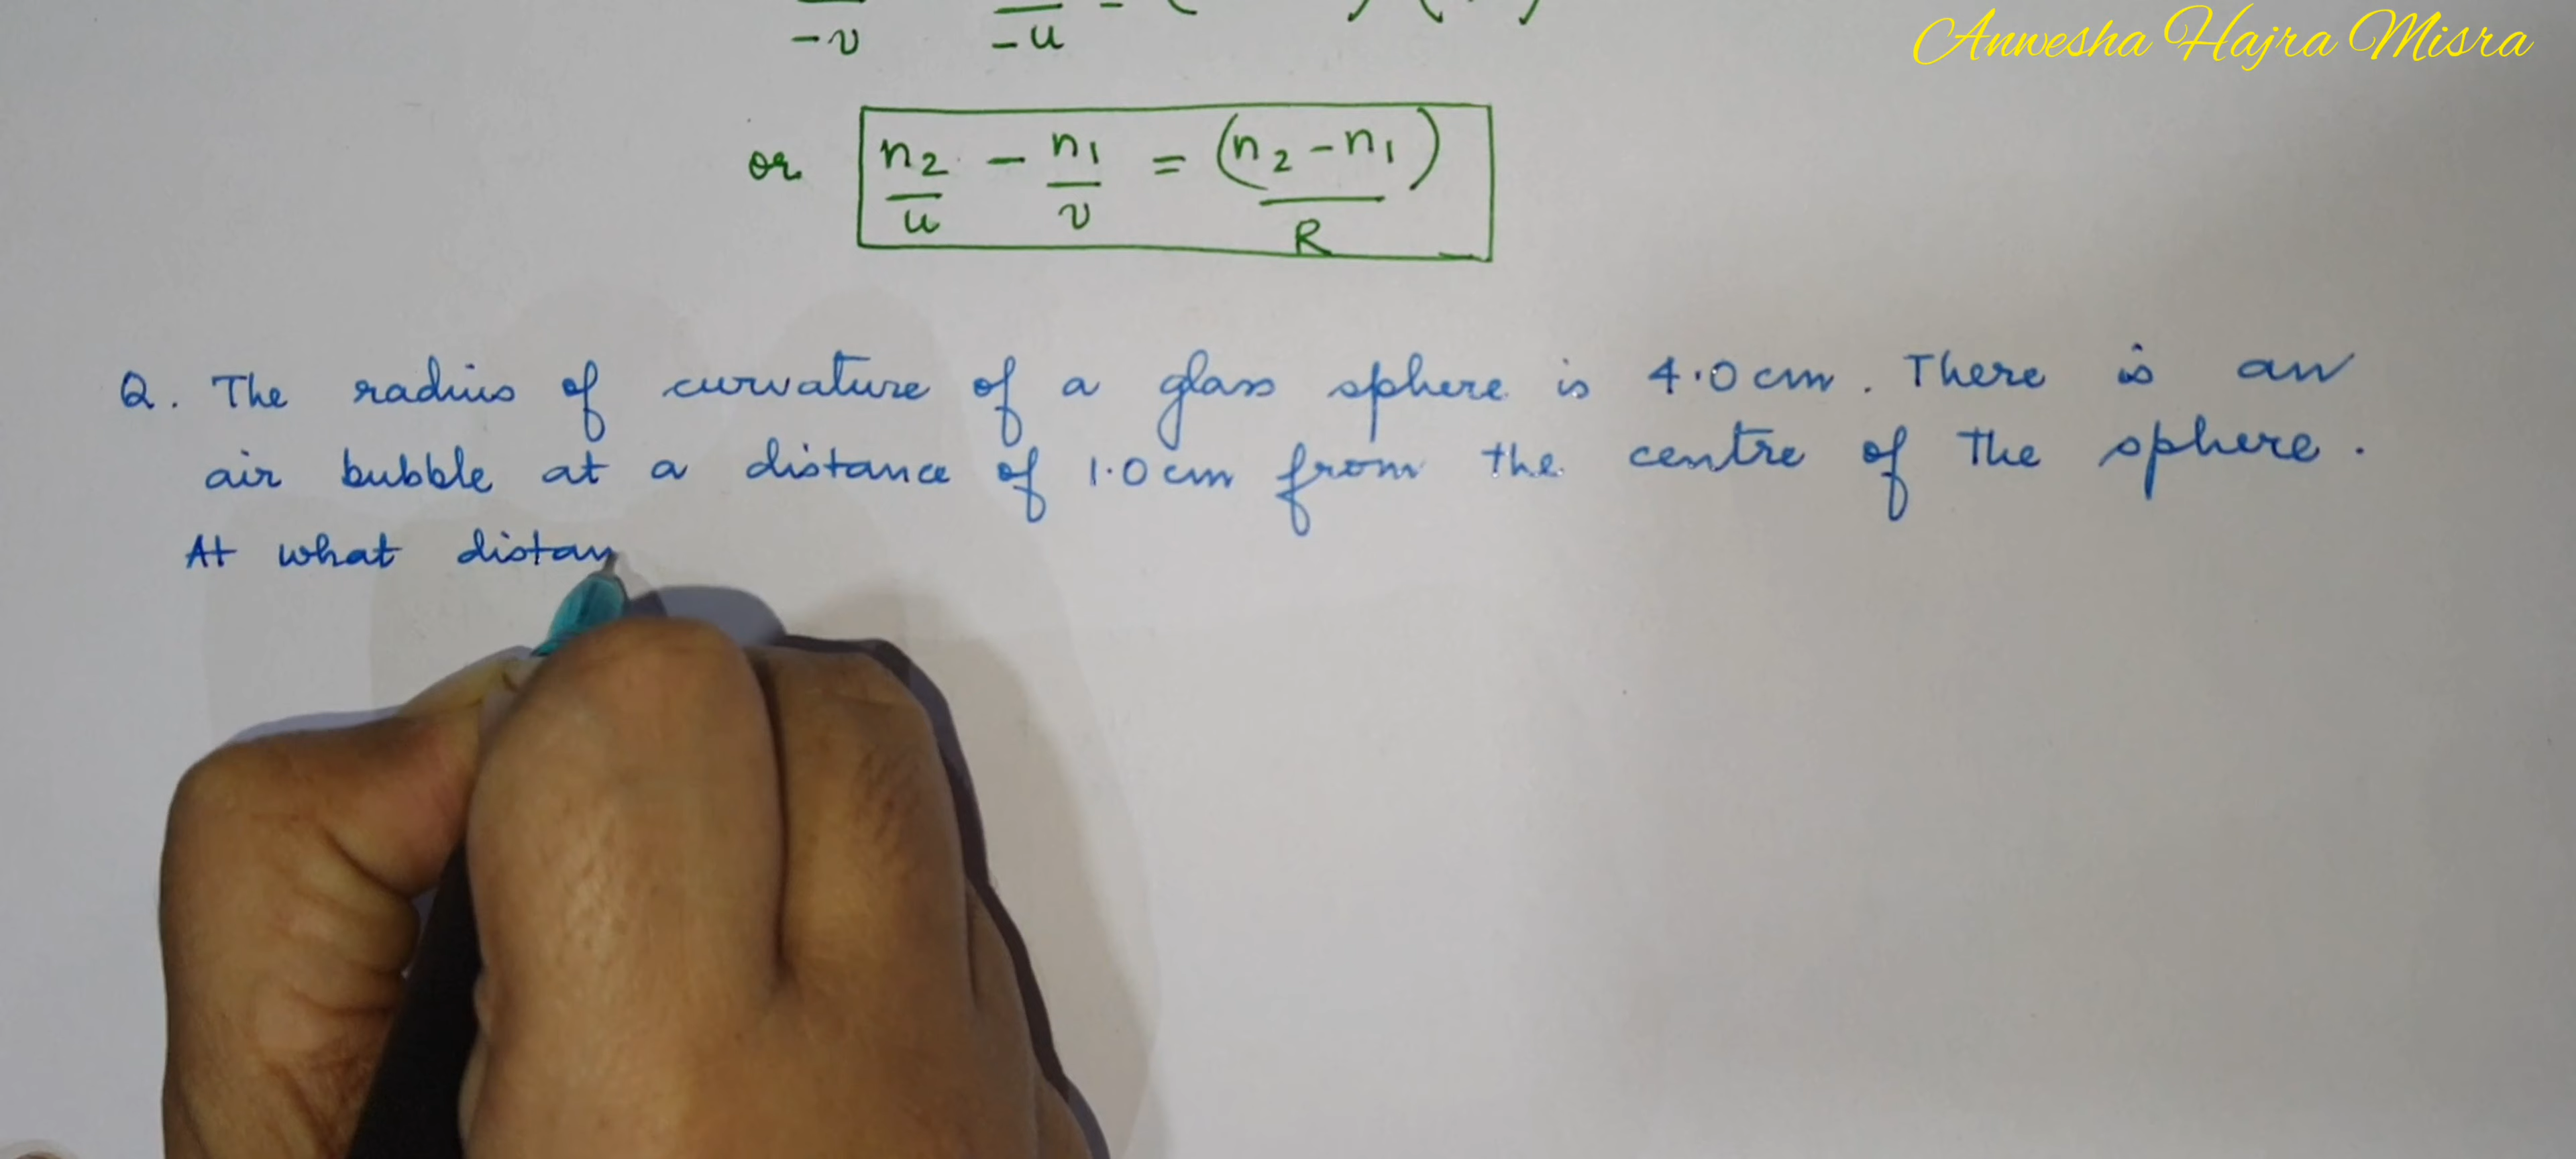 Anwesha Hajra Misra
-v -u
or n2/u - n1/v = (n2-n1)/R
Q. The radius of curvature of a glass sphere is 4.0 cm. There is an
air bubble at a distance of 1.0 cm from the centre of the sphere.
At what distan